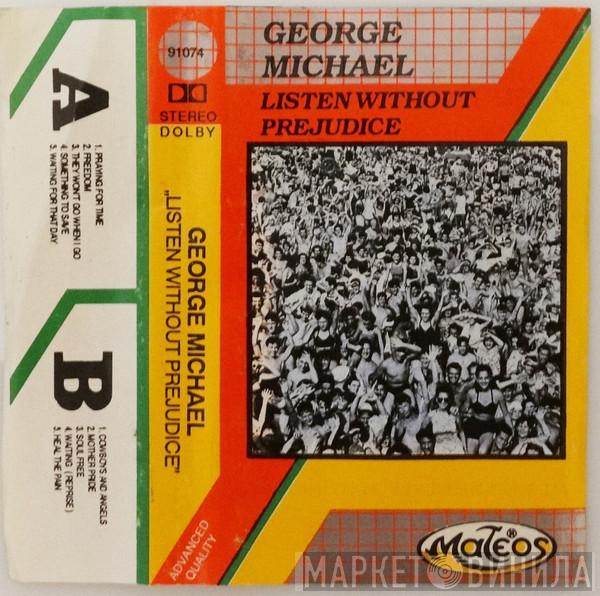 A
1. PRAYING FOR TIME
2. FREEDOM
3. THEY WON'T GO WHEN I GO
4. SOMETHING TO SAVE
5. WAITING FOR THAT DAY
B
1. COWBOYS AND ANGELS
2. MOTHER PRIDE
3. SOUL FREE
4. WAITING (REPRISE)
5. HEAL THE PAIN
91074
STEREO
DOLBY
GEORGE MICHAEL
„LISTEN WITHOUT PREJUDICE”
ADVANCED
QUALITY
GEORGE
MICHAEL
LISTEN WITHOUT
PREJUDICE
MATEOS ®
МАРКЕТ ВИНИЛА